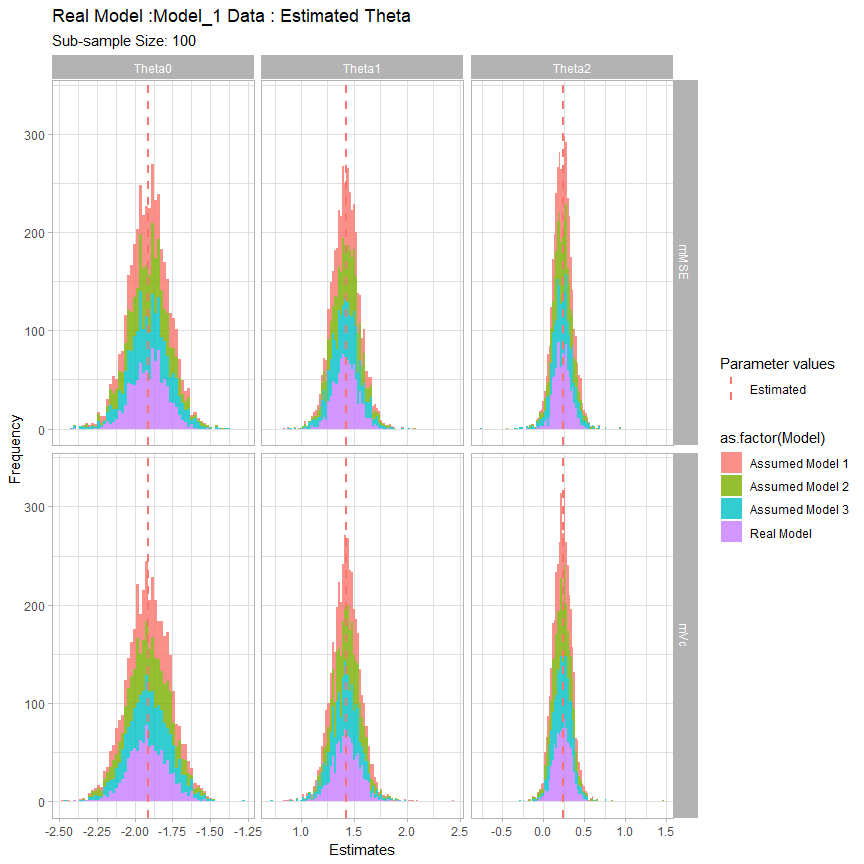 Real Model :Model_1 Data : Estimated Theta
Sub-sample Size: 100
Theta0 Theta1 Theta2
300
200
100
0
mMSE
300
200
100
0
mVc
Frequency
-2.50 -2.25 -2.00 -1.75 -1.50 -1.25
1.0 1.5 2.0 2.5
-0.5 0.0 0.5 1.0 1.5
Estimates
Parameter values
Estimated
as.factor(Model)
Assumed Model 1
Assumed Model 2
Assumed Model 3
Real Model